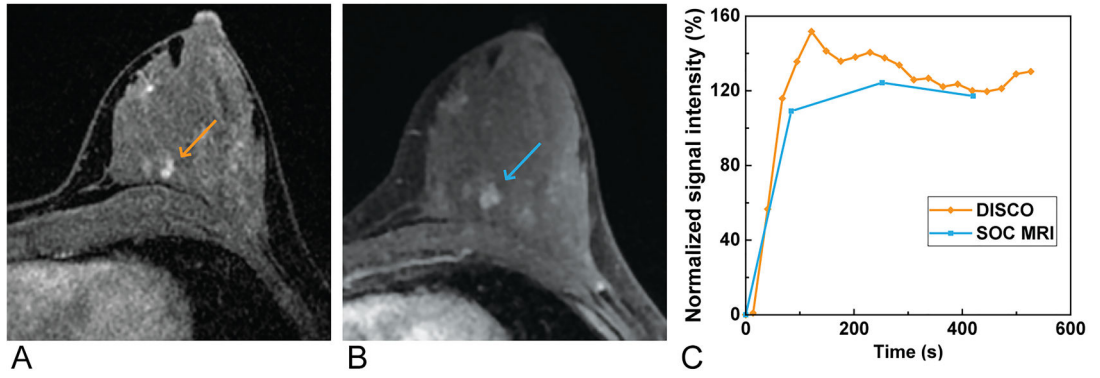 A
B
C
Normalized signal intensity (%)
160
120
80
40
0
0
200
400
600
Time (s)
DISCO
SOC MRI